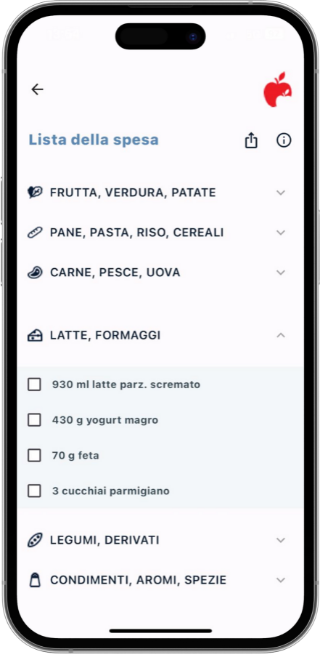 Lista della spesa
FRUTTA, VERDURA, PATATE
PANE, PASTA, RISO, CEREALI
CARNE, PESCE, UOVA
LATTE, FORMAGGI
930 ml latte parz. scremato
430 g yogurt magro
70 g feta
3 cucchiai parmigiano
LEGUMI, DERIVATI
CONDIMENTI, AROMI, SPEZIE